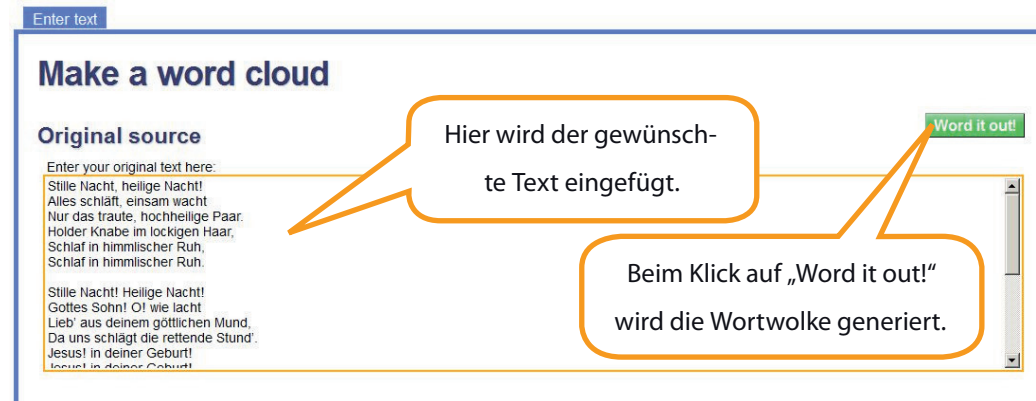 Enter text
Make a word cloud
Original source
Word it out!
Enter your original text here:
Stille Nacht, heilige Nacht!
Alles schläft, einsam wacht
Nur das traute, hochheilige Paar.
Holder Knabe im lockigen Haar,
Schlaf in himmlischer Ruh,
Schlaf in himmlischer Ruh.
Stille Nacht! Heilige Nacht!
Gottes Sohn! O! wie lacht
Lieb' aus deinem göttlichen Mund,
Da uns schlägt die rettende Stund'.
Jesus! in deiner Geburt!
Jesus! in deiner Geburt!
Hier wird der gewünsch-
te Text eingefügt.
Beim Klick auf „Word it out!“
wird die Wortwolke generiert.